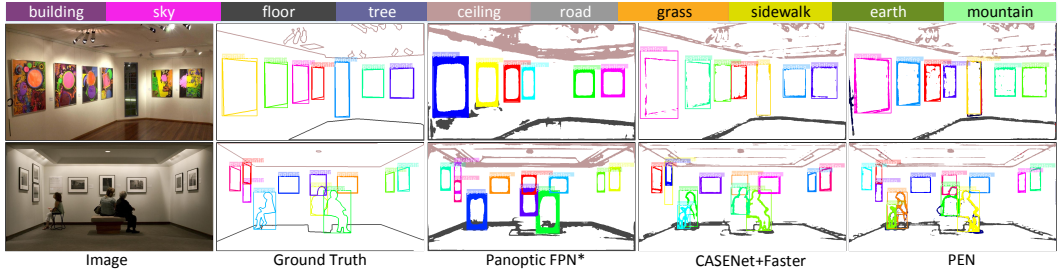 building sky floor tree ceiling road grass sidewalk earth mountain
Image Ground Truth Panoptic FPN* CASENet+Faster PEN